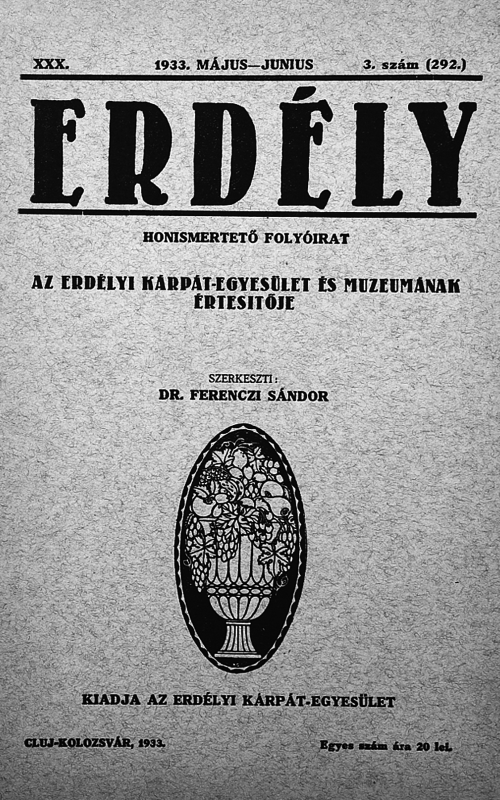 XXX. 1933. MÁJUS—JUNIUS 3. szám (292.)
ERDÉLY
HONISMERTETŐ FOLYÓIRAT
AZ ERDÉLYI KÁRPÁT-EGYESÜLET ÉS MUZEUMÁNAK
ÉRTESITŐJE
SZERKESZTI:
DR. FERENCZI SÁNDOR
KIADJA AZ ERDÉLYI KÁRPÁT-EGYESÜLET
CLUJ-KOLOZSVÁR, 1933. Egyes szám ára 20 lei.